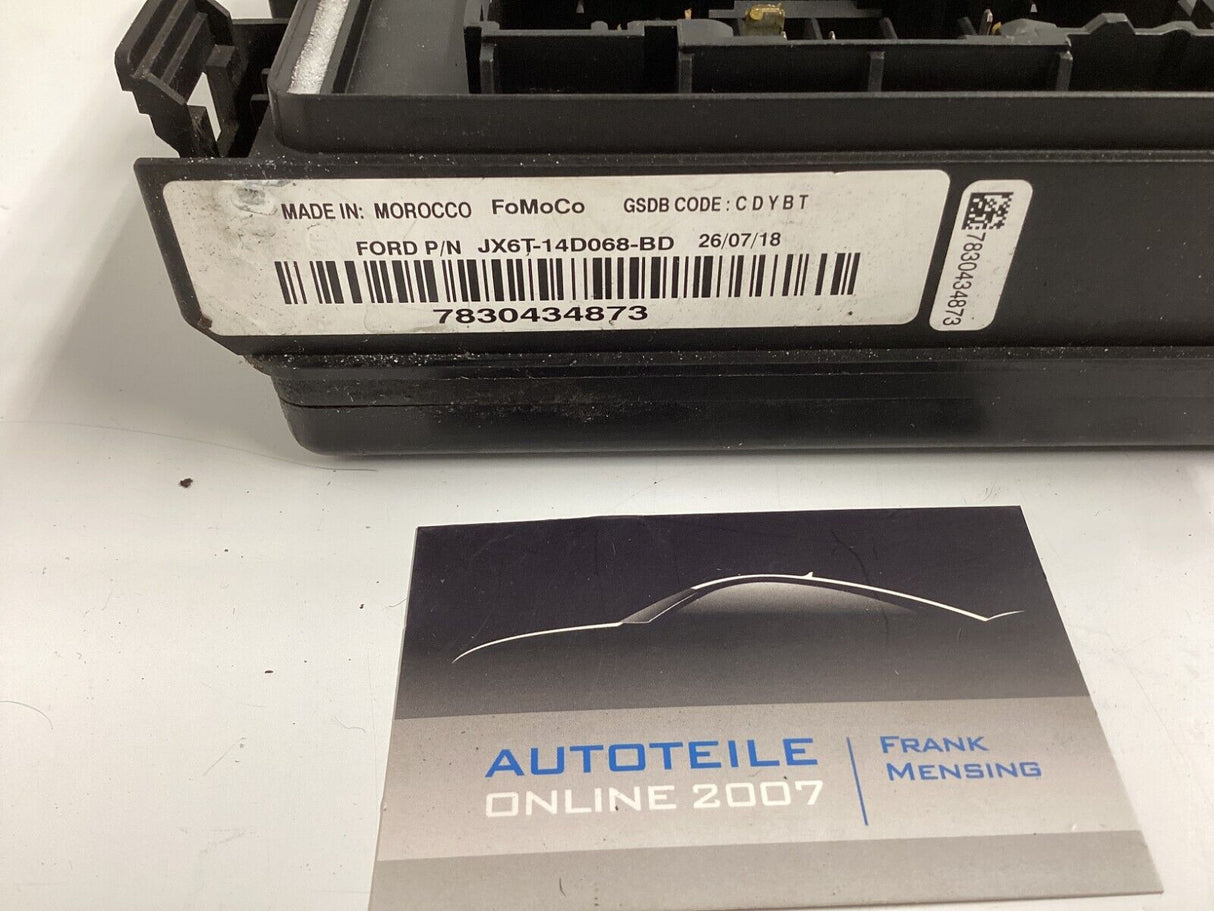 MADE IN: MOROCCO FoMoCo GSDB CODE : C D Y B T
FORD P/N JX6T-14D068-BD 26/07/18
7830434873
7830434873
AUTOTEILE
ONLINE 2007
FRANK
MENSING